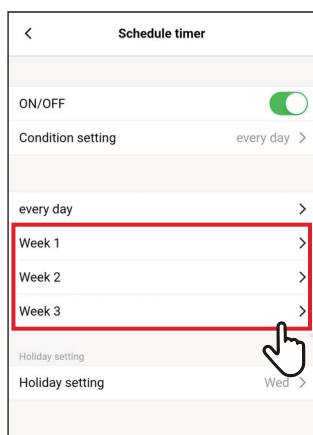 Schedule timer
ON/OFF
Condition setting every day
every day
Week 1
Week 2
Week 3
Holiday setting
Holiday setting Wed